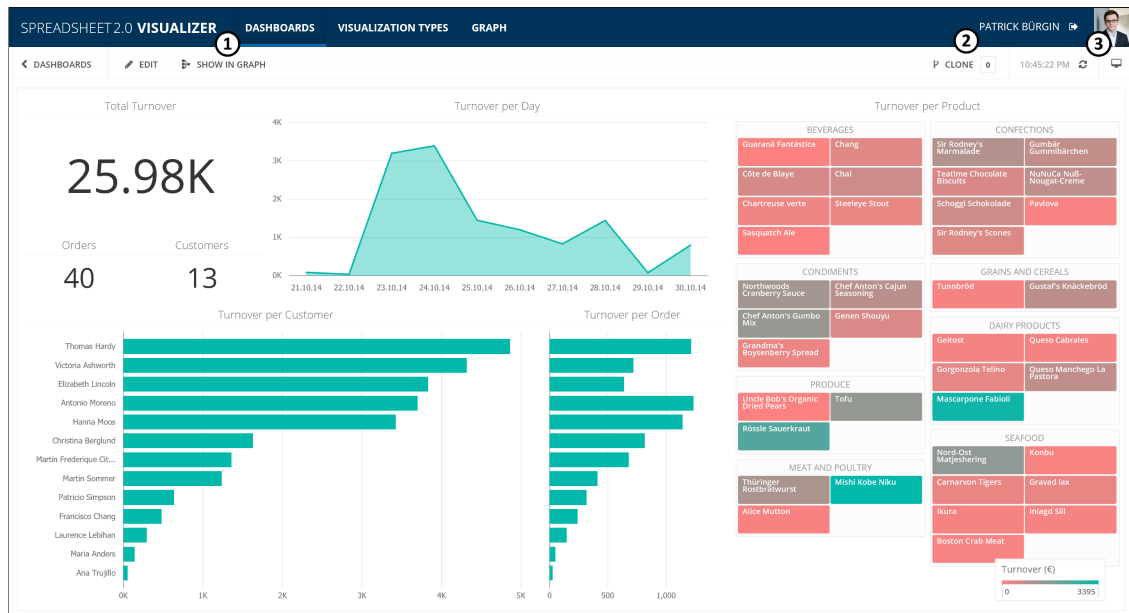 SPREADSHEET 2.0 VISUALIZER
DASHBOARDS
VISUALIZATION TYPES
GRAPH
PATRICK BÜRGIN
1
2
3
DASHBOARDS
EDIT
SHOW IN GRAPH
CLONE 0
10:45:22 PM
Total Turnover
25.98K
Orders
Customers
40
13
Turnover per Day
4K
3K
2K
1K
0K
21.10.14 22.10.14 23.10.14 24.10.14 25.10.14 26.10.14 27.10.14 28.10.14 29.10.14 30.10.14
Turnover per Customer
Thomas Hardy
Victoria Ashworth
Elizabeth Lincoln
Antonio Moreno
Hanna Moos
Christina Berglund
Martin Frederique Cit...
Martin Sommer
Patricio Simpson
Francisco Chang
Laurence Lebihan
Maria Anders
Ana Trujillo
0K 1K 2K 3K 4K 5K
Turnover per Order
0 500 1,000
Turnover per Product
BEVERAGES
Guaraná Fantástica
Chang
Côte de Blaye
Chai
Chartreuse verte
Steeleye Stout
Sasquatch Ale
CONFECTIONS
Sir Rodney's
Marmalade
Gumbär
Gummibärchen
Teatime Chocolate
Biscuits
NuNuCa Nuß-
Nougat-Creme
Schoggi Schokolade
Pavlova
Sir Rodney's Scones
CONDIMENTS
Northwoods
Cranberry Sauce
Chef Anton's Cajun
Seasoning
Chef Anton's Gumbo
Mix
Genen Shouyu
Grandma's
Boysenberry Spread
GRAINS AND CEREALS
Tunnbröd
Gustaf's Knäckebröd
DAIRY PRODUCTS
Geitost
Queso Cabrales
Gorgonzola Telino
Queso Manchego La
Pastora
Mascarpone Fabioli
PRODUCE
Uncle Bob's Organic
Dried Pears
Tofu
Rössle Sauerkraut
MEAT AND POULTRY
Thüringer
Rostbratwurst
Mishi Kobe Niku
Alice Mutton
SEAFOOD
Nord-Ost
Matjeshering
Konbu
Carnarvon Tigers
Gravad lax
Ikura
Inlagd Sill
Boston Crab Meat
Turnover (€)
0
3395